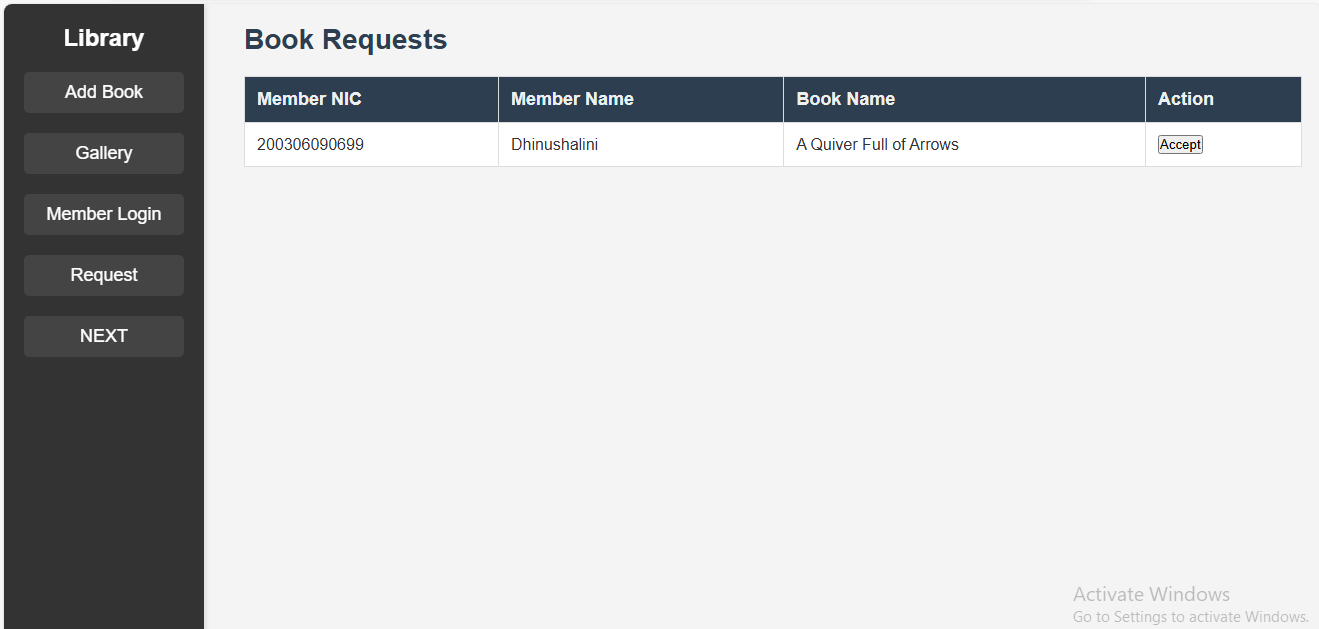 Library
Add Book
Gallery
Member Login
Request
NEXT
Book Requests
Member NIC Member Name Book Name Action
200306090699 Dhinushalini A Quiver Full of Arrows Accept
Activate Windows
Go to Settings to activate Windows.